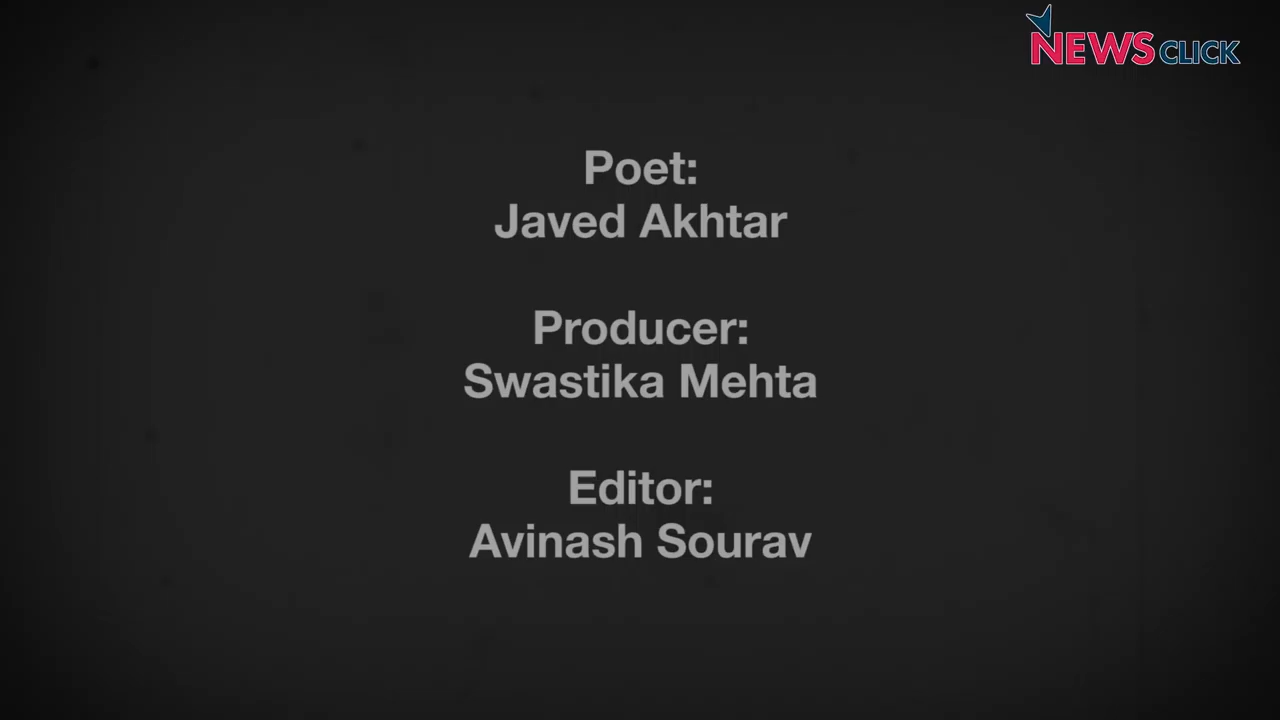 NEWSCLICK
Poet:
Javed Akhtar
Producer:
Swastika Mehta
Editor:
Avinash Sourav